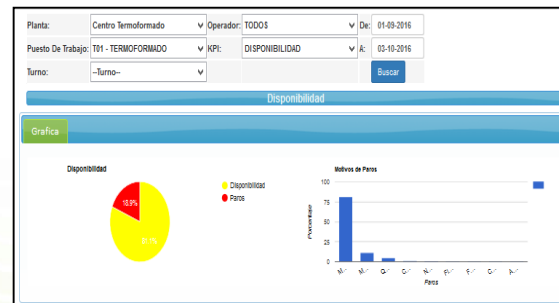 Planta: Centro Termoformado Operador: TODOS De: 01-09-2016
Puesto De Trabajo: T01 - TERMOFORMADO KPI: DISPONIBILIDAD A: 03-10-2016
Turno: --Turno-- Buscar
Disponibilidad
Grafica
Disponibilidad
Disponibilidad
Paros
18.9%
Motivos de Paros
Porcentaje
100
75
50
25
0
M... M... Q... C... N... Fl... F... C... A...
Paros